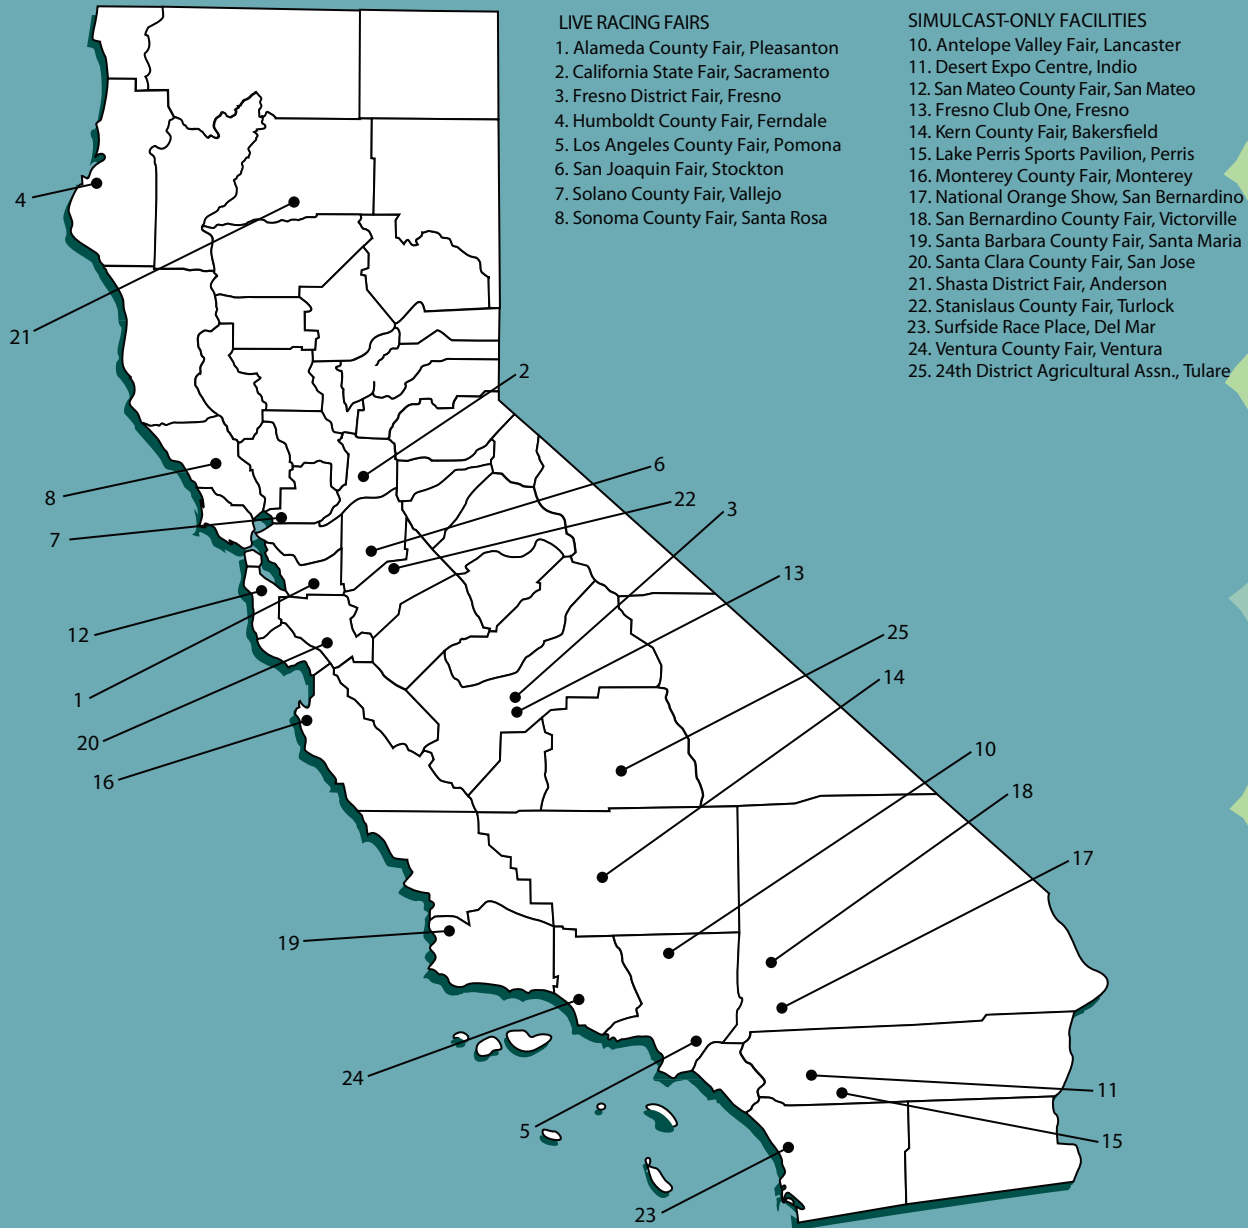 LIVE RACING FAIRS
1. Alameda County Fair, Pleasanton
2. California State Fair, Sacramento
3. Fresno District Fair, Fresno
4. Humboldt County Fair, Ferndale
5. Los Angeles County Fair, Pomona
6. San Joaquin Fair, Stockton
7. Solano County Fair, Vallejo
8. Sonoma County Fair, Santa Rosa
SIMULCAST-ONLY FACILITIES
10. Antelope Valley Fair, Lancaster
11. Desert Expo Centre, Indio
12. San Mateo County Fair, San Mateo
13. Fresno Club One, Fresno
14. Kern County Fair, Bakersfield
15. Lake Perris Sports Pavilion, Perris
16. Monterey County Fair, Monterey
17. National Orange Show, San Bernardino
18. San Bernardino County Fair, Victorville
19. Santa Barbara County Fair, Santa Maria
20. Santa Clara County Fair, San Jose
21. Shasta District Fair, Anderson
22. Stanislaus County Fair, Turlock
23. Surfside Race Place, Del Mar
24. Ventura County Fair, Ventura
25. 24th District Agricultural Assn., Tulare
4
21
2
6
8
22
3
7
13
12
25
14
1
20
10
16
18
17
19
24
11
5
15
23